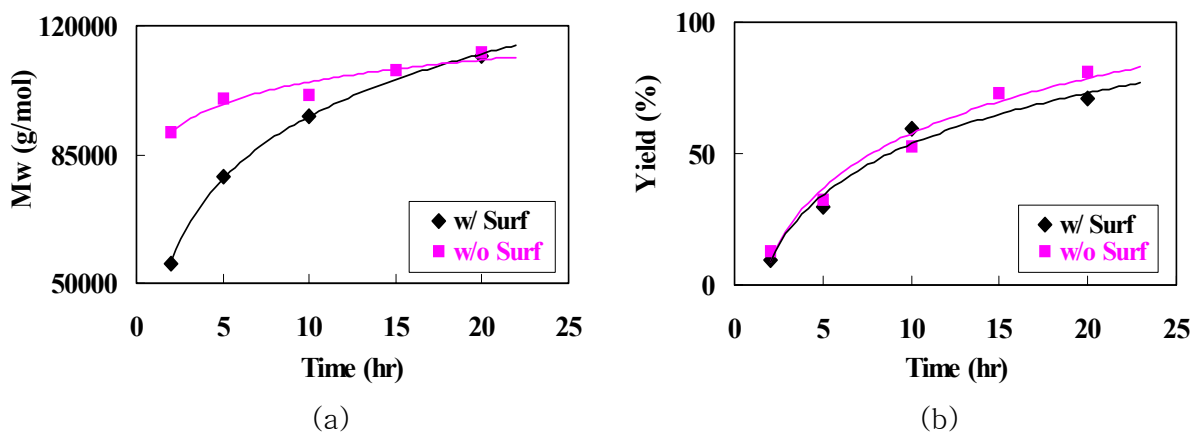 120000
85000
50000
Mw (g/mol)
w/ Surf
w/o Surf
0 5 10 15 20 25
Time (hr)
(a)
100
50
0
Yield (%)
w/ Surf
w/o Surf
0 5 10 15 20 25
Time (hr)
(b)